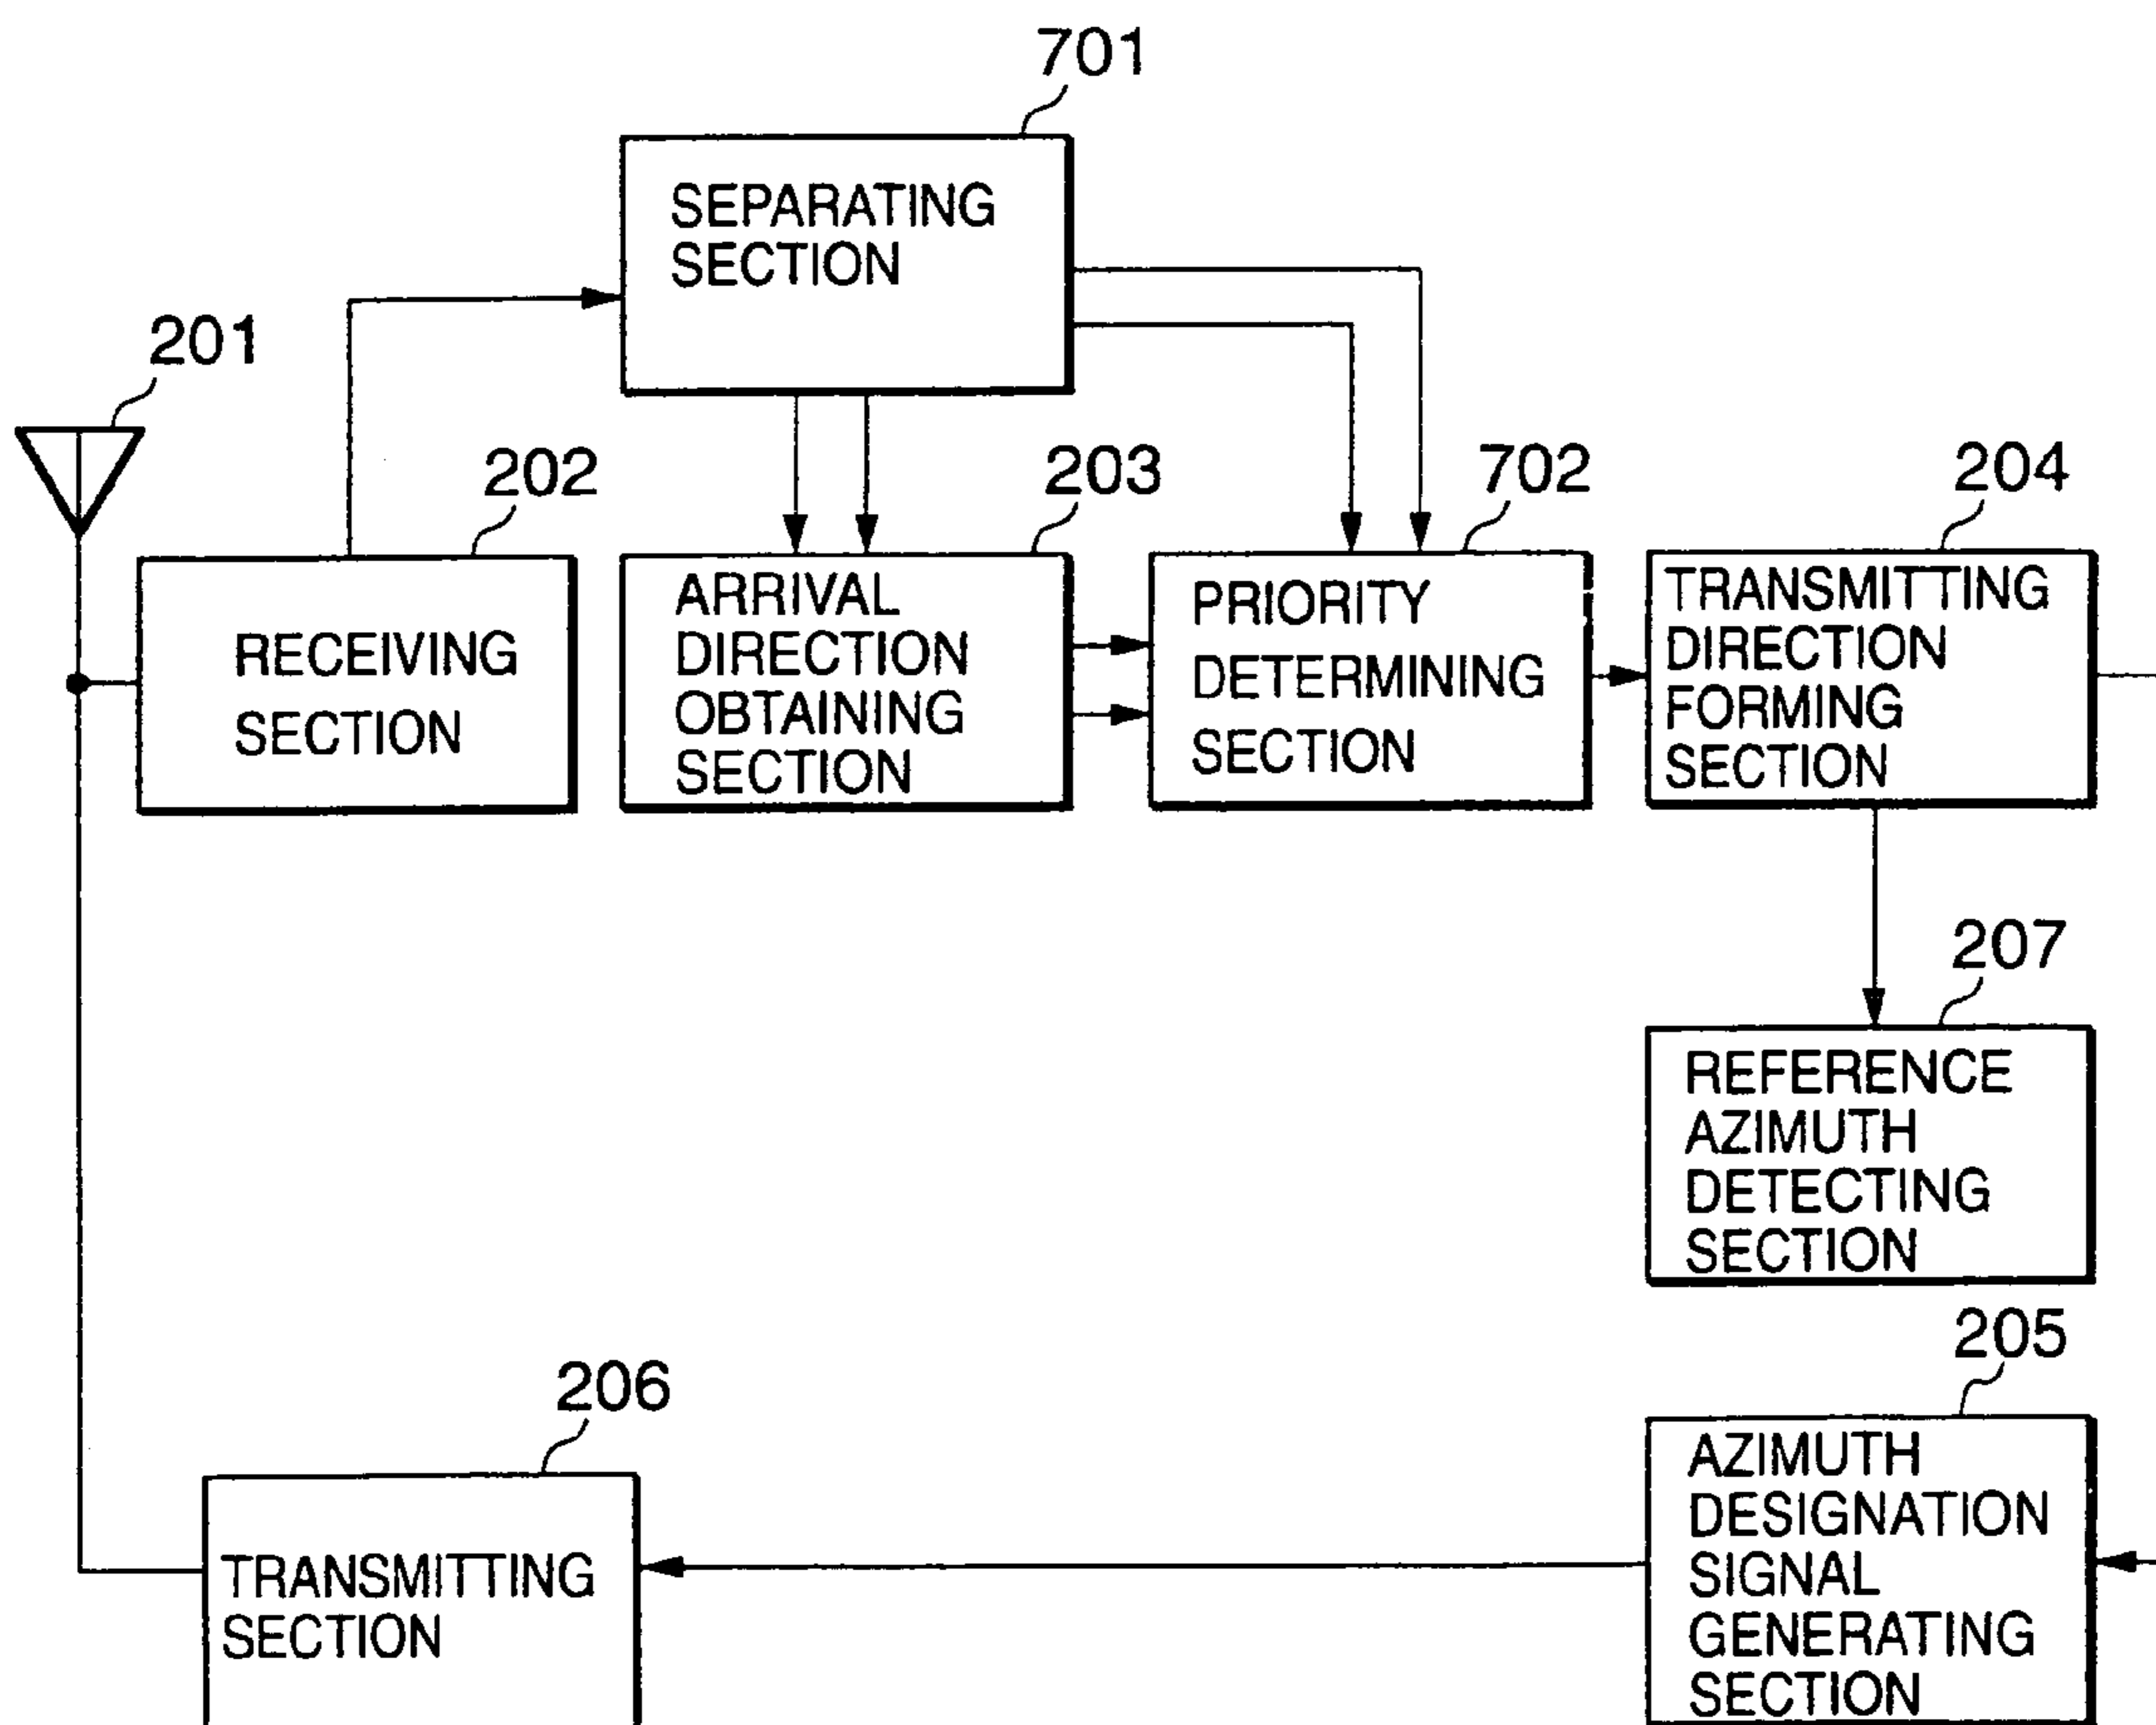 701
SEPARATING
SECTION
201
202
203
702
204
RECEIVING
SECTION
ARRIVAL
DIRECTION
OBTAINING
SECTION
PRIORITY
DETERMINING
SECTION
TRANSMITTING
DIRECTION
FORMING
SECTION
207
REFERENCE
AZIMUTH
DETECTING
SECTION
205
206
AZIMUTH
DESIGNATION
SIGNAL
GENERATING
SECTION
TRANSMITTING
SECTION